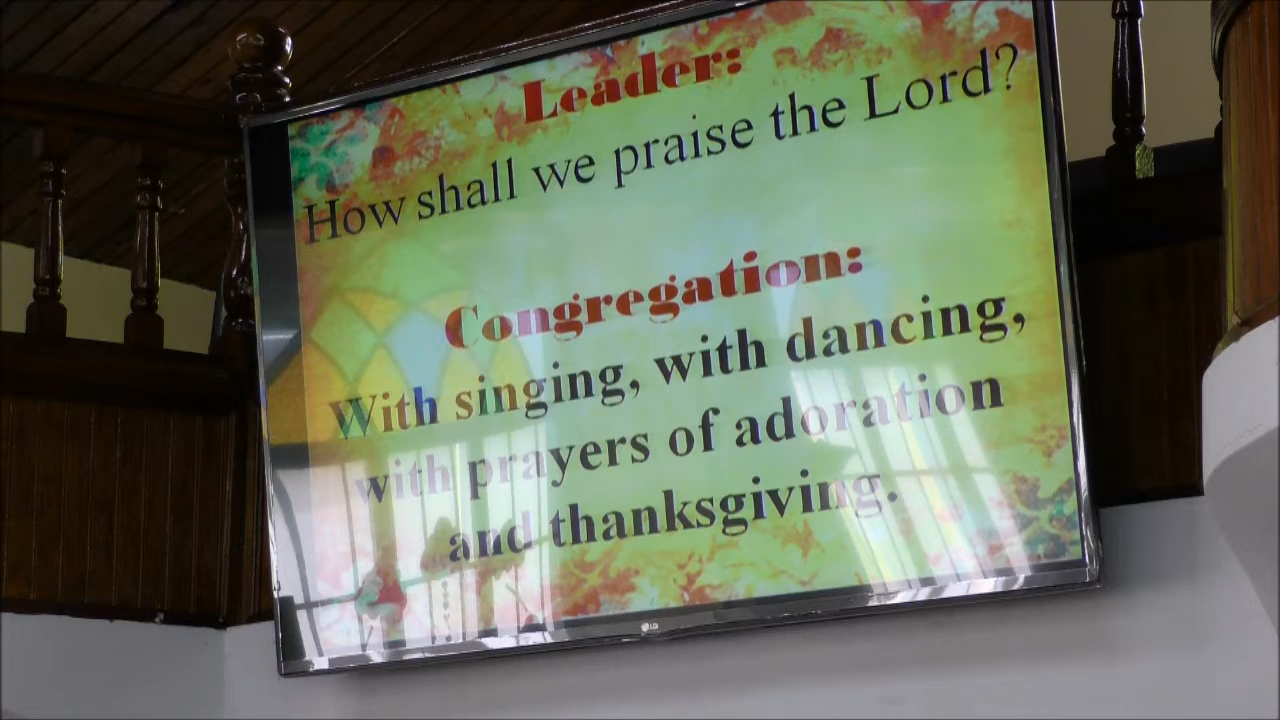 Leader:
How shall we praise the Lord?
Congregation:
With singing, with dancing,
with prayers of adoration
and thanksgiving.
LG